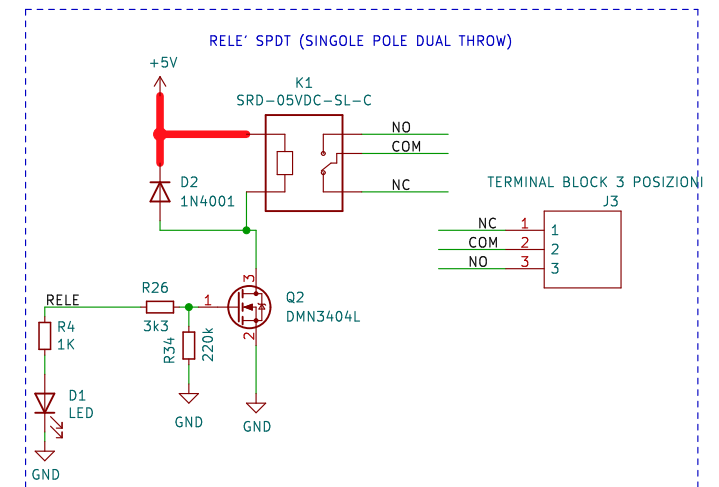 RELE´ SPDT (SINGOLE POLE DUAL THROW)
+5V
K1
SRD-05VDC-SL-C
NO
COM
NC
D2
1N4001
TERMINAL BLOCK 3 POSIZIONI
J3
NC 1 1
COM 2 2
NO 3 3
3
R26
RELE
1
3k3
Q2
DMN3404L
R4
1K
R34
220k
2
D1
LED
GND
GND
GND